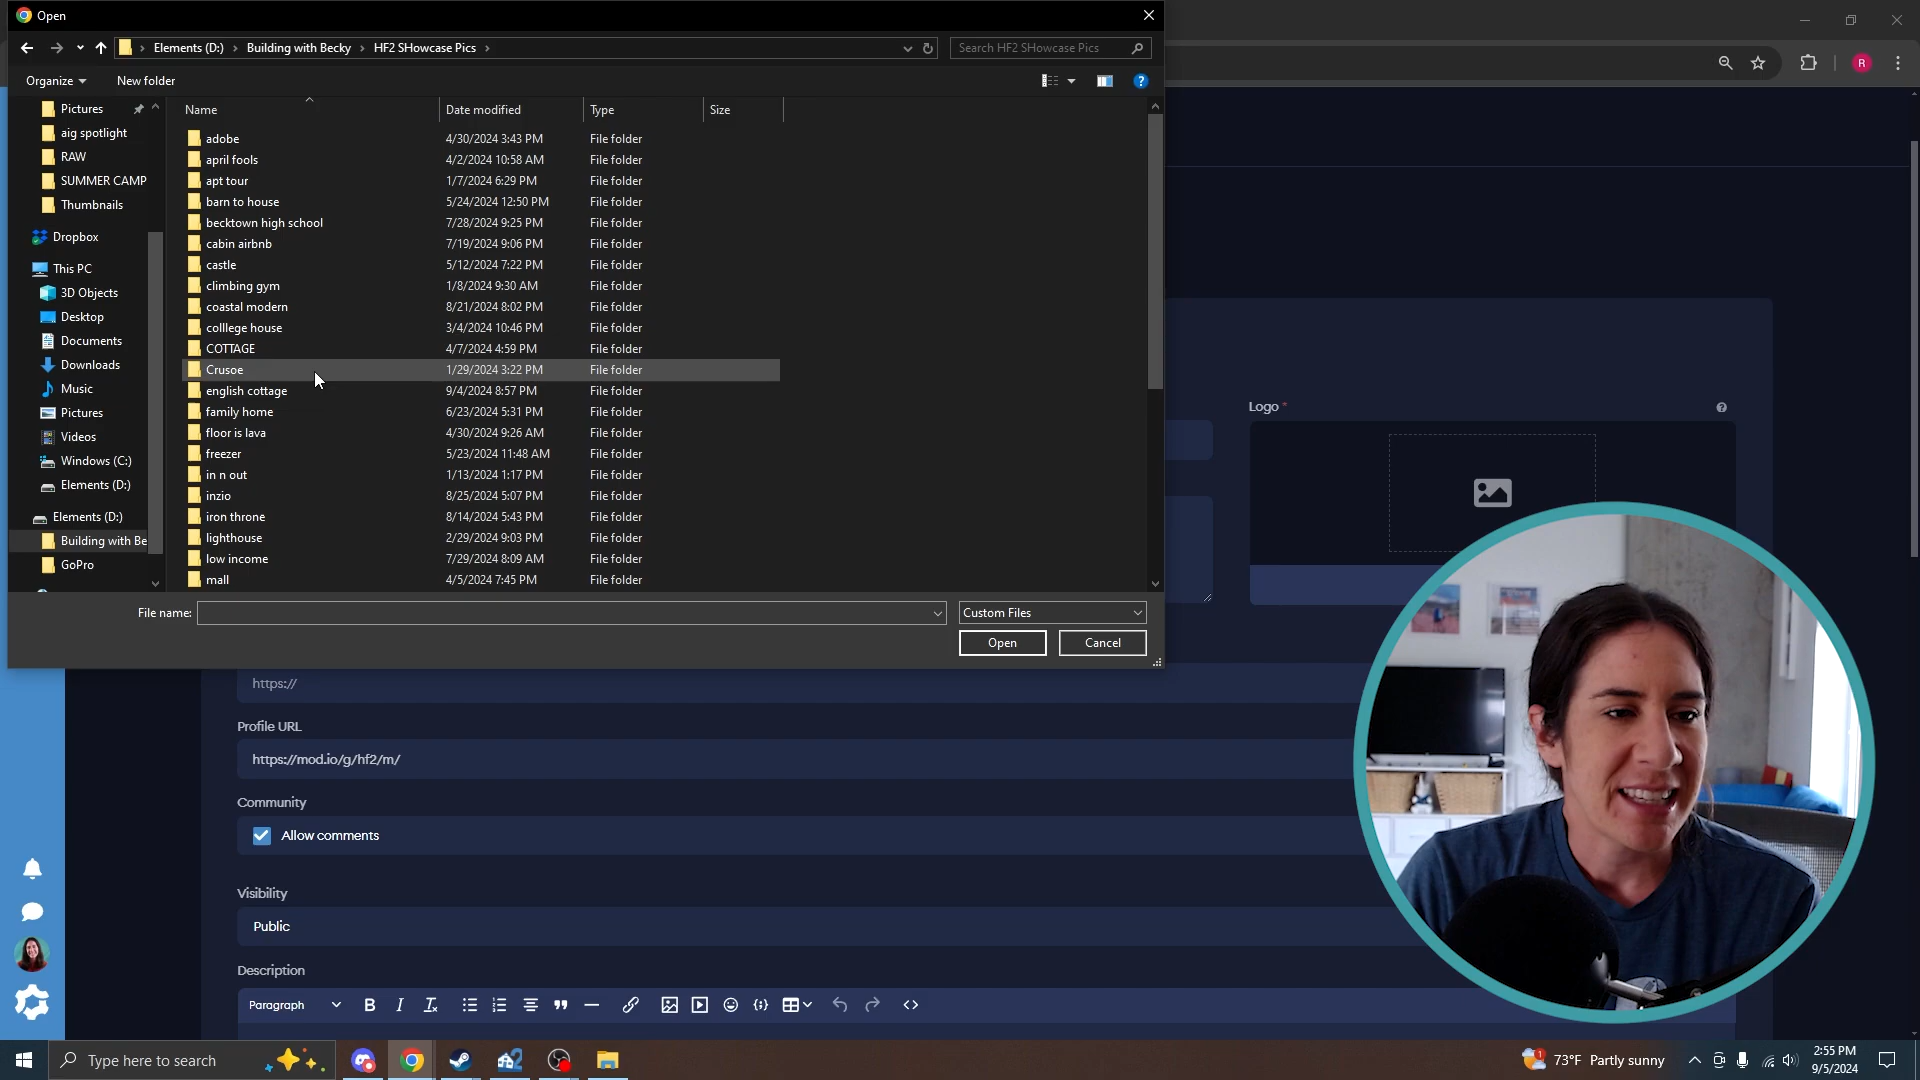 Open
Elements (D:) Building with Becky HF2 SHowcase Pics
Search HF2 SHowcase Pics
R
Organize New folder
?
Name Date modified Type Size
Pictures
aig spotlight
RAW
SUMMER CAMP
Thumbnails
Dropbox
This PC
3D Objects
Desktop
Documents
Downloads
Music
Pictures
Videos
Windows (C:)
Elements (D:)
Elements (D:)
Building with Be
GoPro
adobe 4/30/2024 3:43 PM File folder
april fools 4/2/2024 10:58 AM File folder
apt tour 1/7/2024 6:29 PM File folder
barn to house 5/24/2024 12:50 PM File folder
becktown high school 7/28/2024 9:25 PM File folder
cabin airbnb 7/19/2024 9:06 PM File folder
castle 5/12/2024 7:22 PM File folder
climbing gym 1/8/2024 9:30 AM File folder
coastal modern 8/21/2024 8:02 PM File folder
colllege house 3/4/2024 10:46 PM File folder
COTTAGE 4/7/2024 4:59 PM File folder
Crusoe 1/29/2024 3:22 PM File folder
english cottage 9/4/2024 8:57 PM File folder
family home 6/23/2024 5:31 PM File folder
floor is lava 4/30/2024 9:26 AM File folder
freezer 5/23/2024 11:48 AM File folder
in n out 1/13/2024 1:17 PM File folder
inzio 8/25/2024 5:07 PM File folder
iron throne 8/14/2024 5:43 PM File folder
lighthouse 2/29/2024 9:03 PM File folder
low income 7/29/2024 8:09 AM File folder
mall 4/5/2024 7:45 PM File folder
File name: Custom Files
Open Cancel
Logo *
?
https://
Profile URL
https://mod.io/g/hf2/m/
Community
Allow comments
Visibility
Public
Description
Paragraph B I
Type here to search
2
1
73°F Partly sunny
2:55 PM
9/5/2024